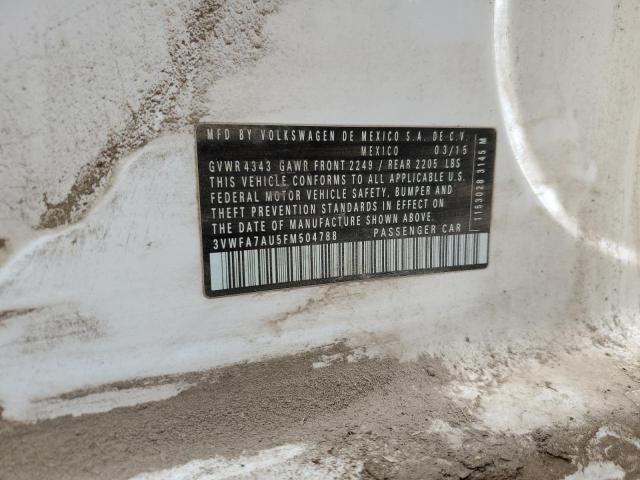 MFD BY VOLKSWAGEN DE MEXICO S.A. DE C.V.
MEXICO 03/15
GVWR 4343 GAWR FRONT 2249 / REAR 2205 LBS
THIS VEHICLE CONFORMS TO ALL APPLICABLE U.S.
FEDERAL MOTOR VEHICLE SAFETY, BUMPER AND
THEFT PREVENTION STANDARDS IN EFFECT ON
THE DATE OF MANUFACTURE SHOWN ABOVE.
3VWFA7AU5FM504788 PASSENGER CAR
1153028 3145 M